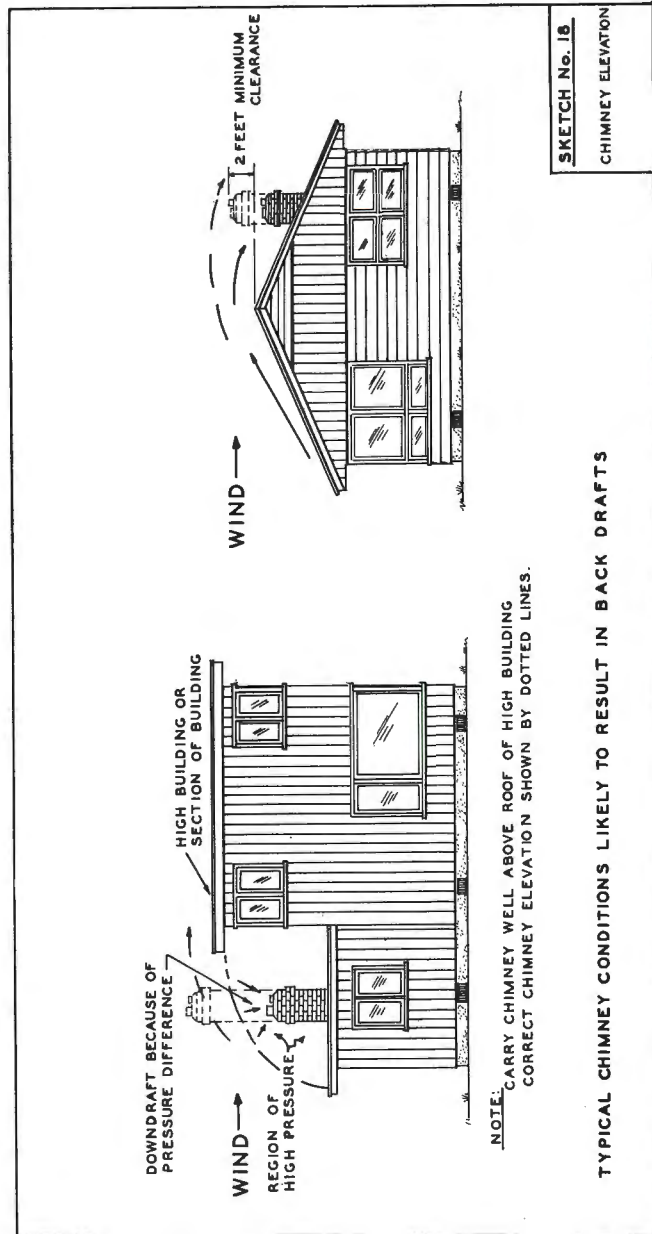 DOWNDRAFT BECAUSE OF
PRESSURE DIFFERENCE
WIND
REGION OF
HIGH PRESSURE
HIGH BUILDING OR
SECTION OF BUILDING
WIND
2 FEET MINIMUM
CLEARANCE
NOTE:
CARRY CHIMNEY WELL ABOVE ROOF OF HIGH BUILDING
CORRECT CHIMNEY ELEVATION SHOWN BY DOTTED LINES.
TYPICAL CHIMNEY CONDITIONS LIKELY TO RESULT IN BACK DRAFTS
SKETCH No. 18
CHIMNEY ELEVATION